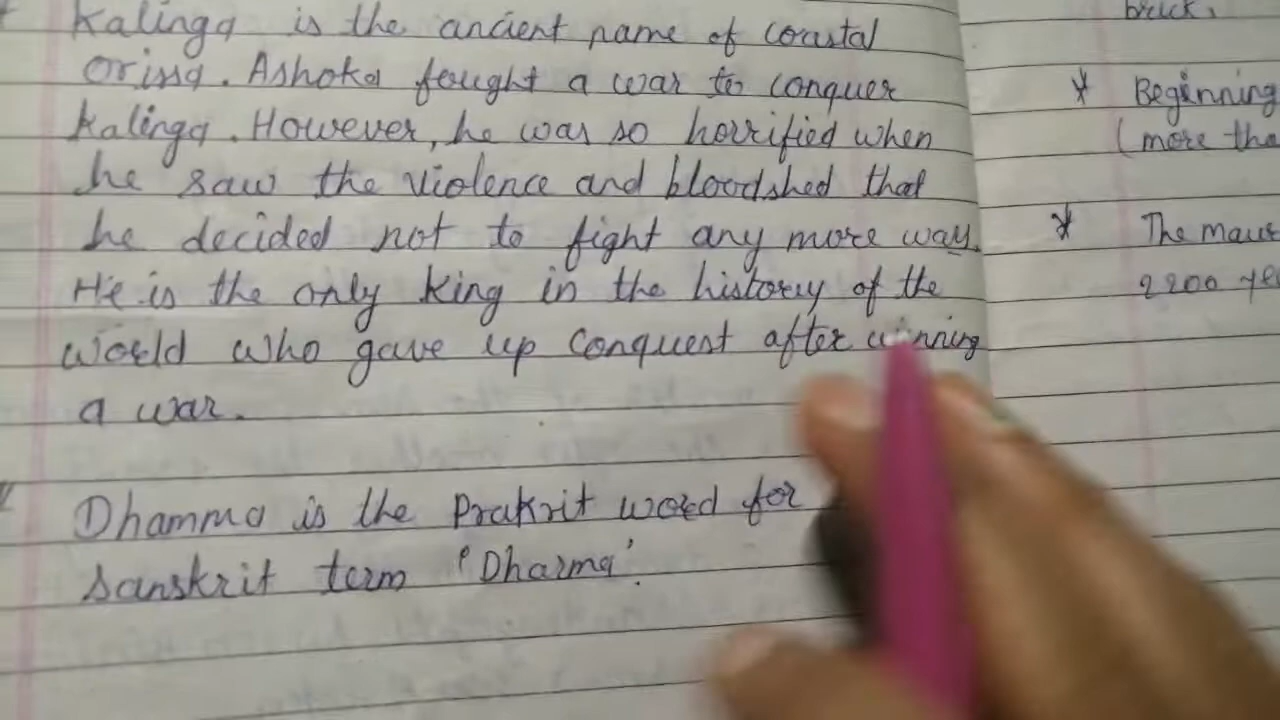 Kalinga is the ancient name of coastal
Orissa. Ashoka fought a war to conquer
Kalinga. However, he was so horrified when
he saw the violence and bloodshed that
he decided not to fight any more way.
He is the only king in the history of the
world who gave up conquest after winning
a war.
Dhamma is the Prakrit word for
Sanskrit term 'Dharma'.
brick.
* Beginning
(more tha
* The maur
2200 ye